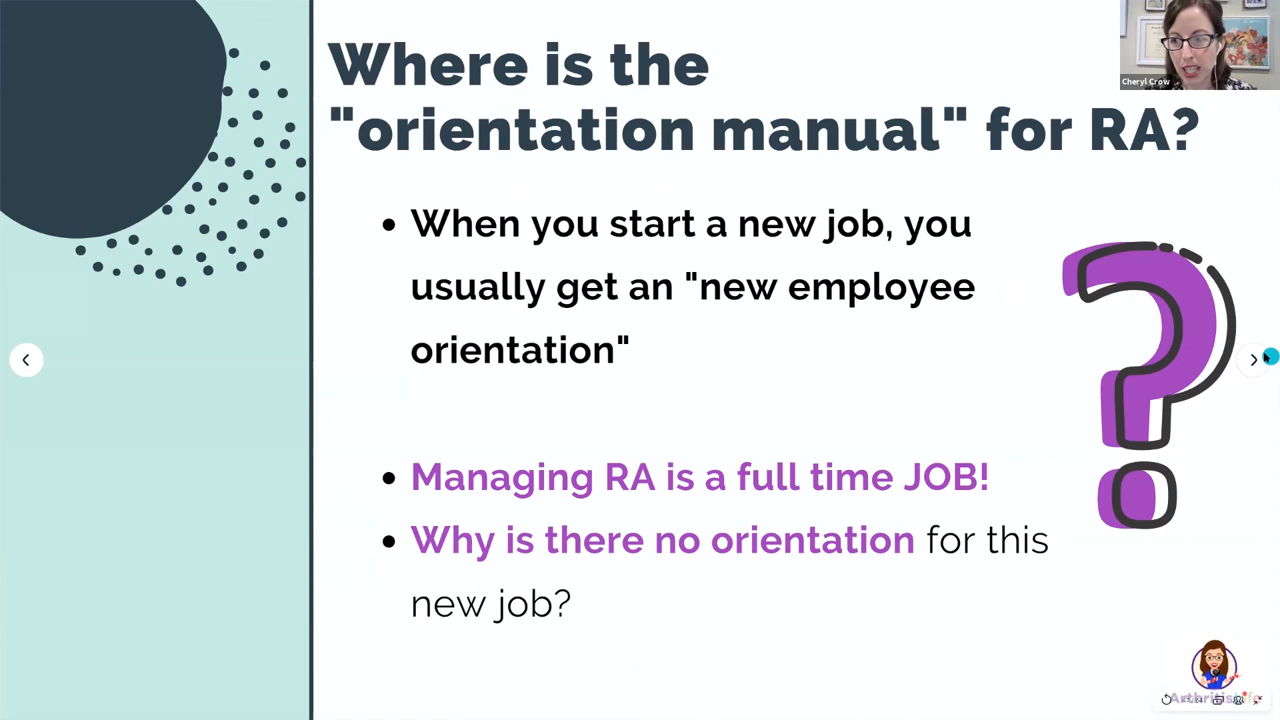 Where is the
"orientation manual" for RA?
Cheryl Crow
When you start a new job, you
usually get an "new employee
orientation"
Managing RA is a full time JOB!
Why is there no orientation for this
new job?